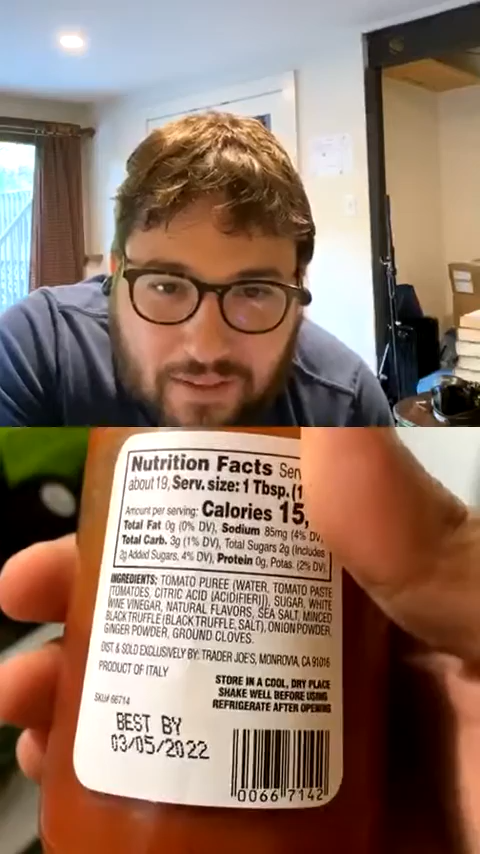 Nutrition Facts Ser
about 19, Serv. size: 1 Tbsp. (1
Amount per serving: Calories 15,
Total Fat 0g (0% DV), Sodium 85mg (4% DV
Total Carb. 3g (1% DV), Total Sugars 2g (Includes
2g Added Sugars, 4% DV), Protein 0g, Potas. (2% DV)
INGREDIENTS: TOMATO PUREE (WATER, TOMATO PASTE
[TOMATOES, CITRIC ACID (ACIDIFIER)]), SUGAR, WHITE
WINE VINEGAR, NATURAL FLAVORS, SEA SALT, MINCED
BLACK TRUFFLE (BLACK TRUFFLE, SALT), ONION POWDER,
GINGER POWDER, GROUND CLOVES.
DIST & SOLD EXCLUSIVELY BY: TRADER JOE'S, MONROVIA, CA 91016
PRODUCT OF ITALY
STORE IN A COOL, DRY PLACE
SHAKE WELL BEFORE USING
REFRIGERATE AFTER OPENING
SKU# 66714
BEST BY
03/05/2022
0066 7142